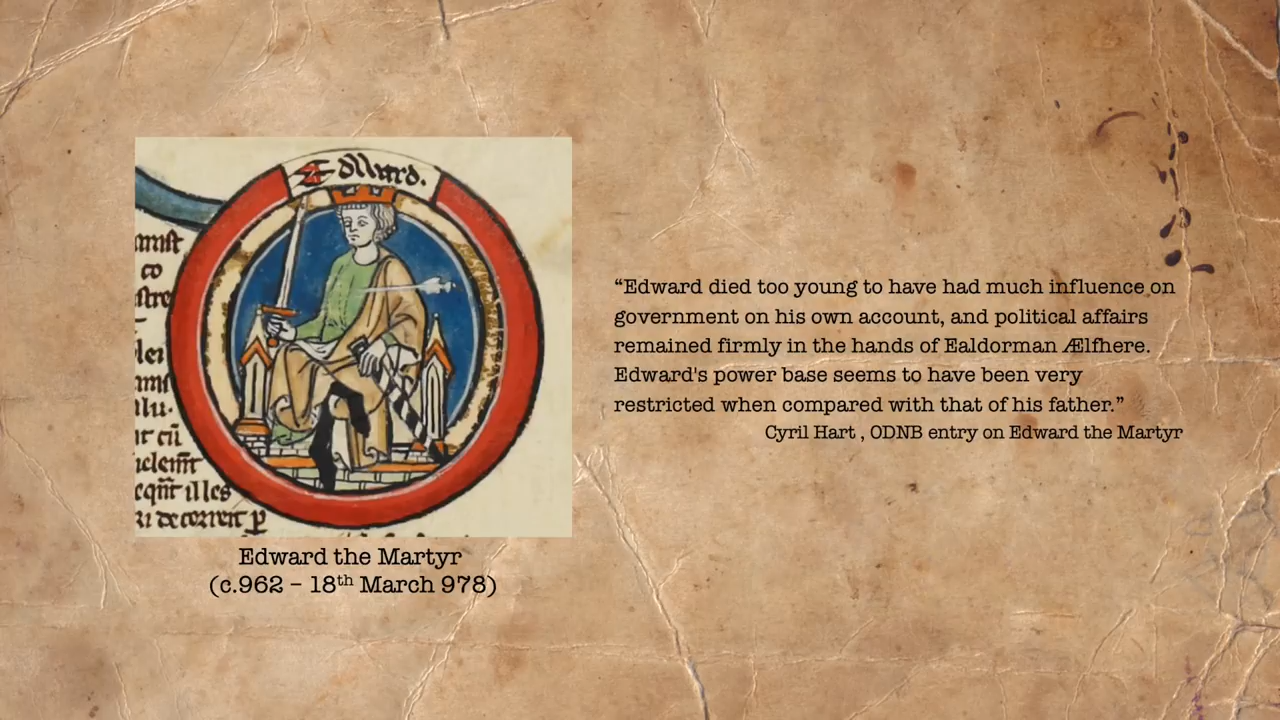 Edward.
“Edward died too young to have had much influence on
government on his own account, and political affairs
remained firmly in the hands of Ealdorman Ælfhere.
Edward's power base seems to have been very
restricted when compared with that of his father.”
Cyril Hart , ODNB entry on Edward the Martyr
co
Edward the Martyr
(c.962 – 18th March 978)